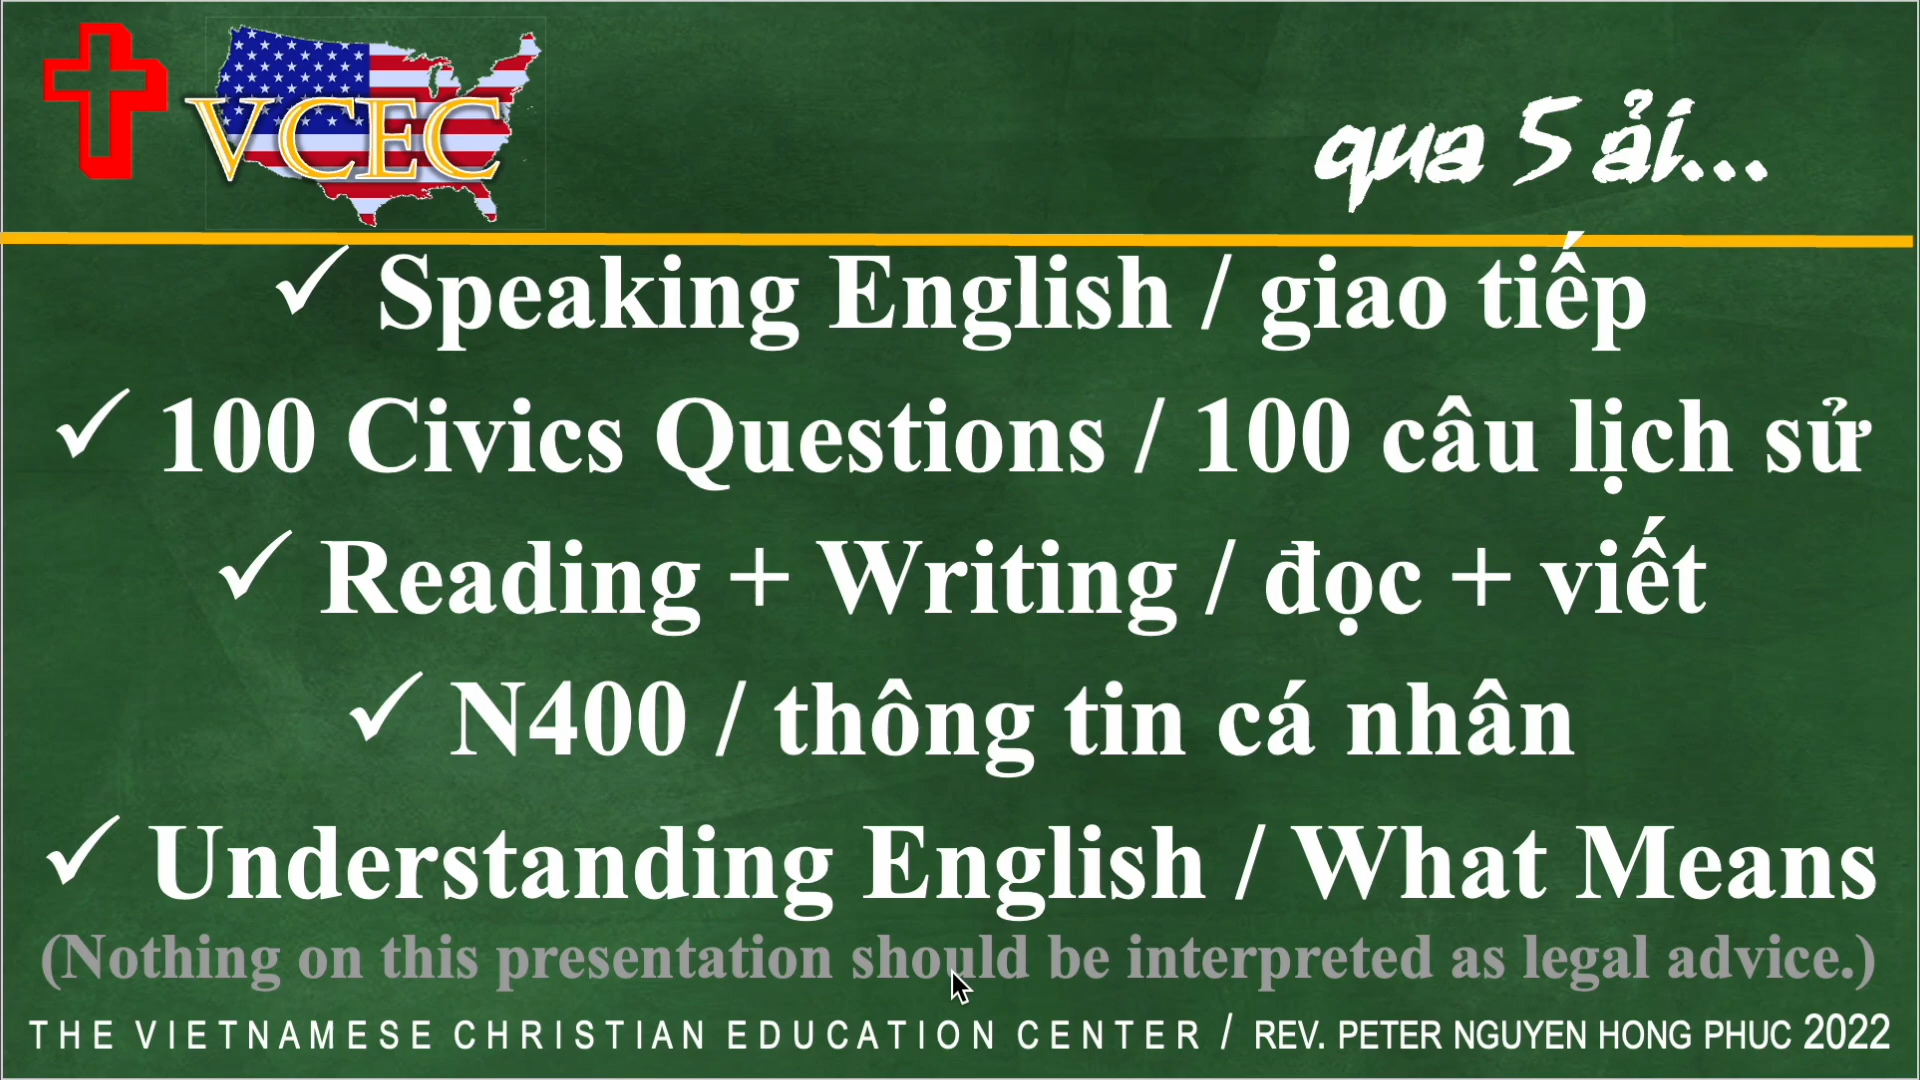 VCEC
qua 5 ải...
✓ Speaking English / giao tiếp
✓ 100 Civics Questions / 100 câu lịch sử
✓ Reading + Writing / đọc + viết
✓ N400 / thông tin cá nhân
✓ Understanding English / What Means
(Nothing on this presentation should be interpreted as legal advice.)
THE VIETNAMESE CHRISTIAN EDUCATION CENTER / REV. PETER NGUYEN HONG PHUC 2022